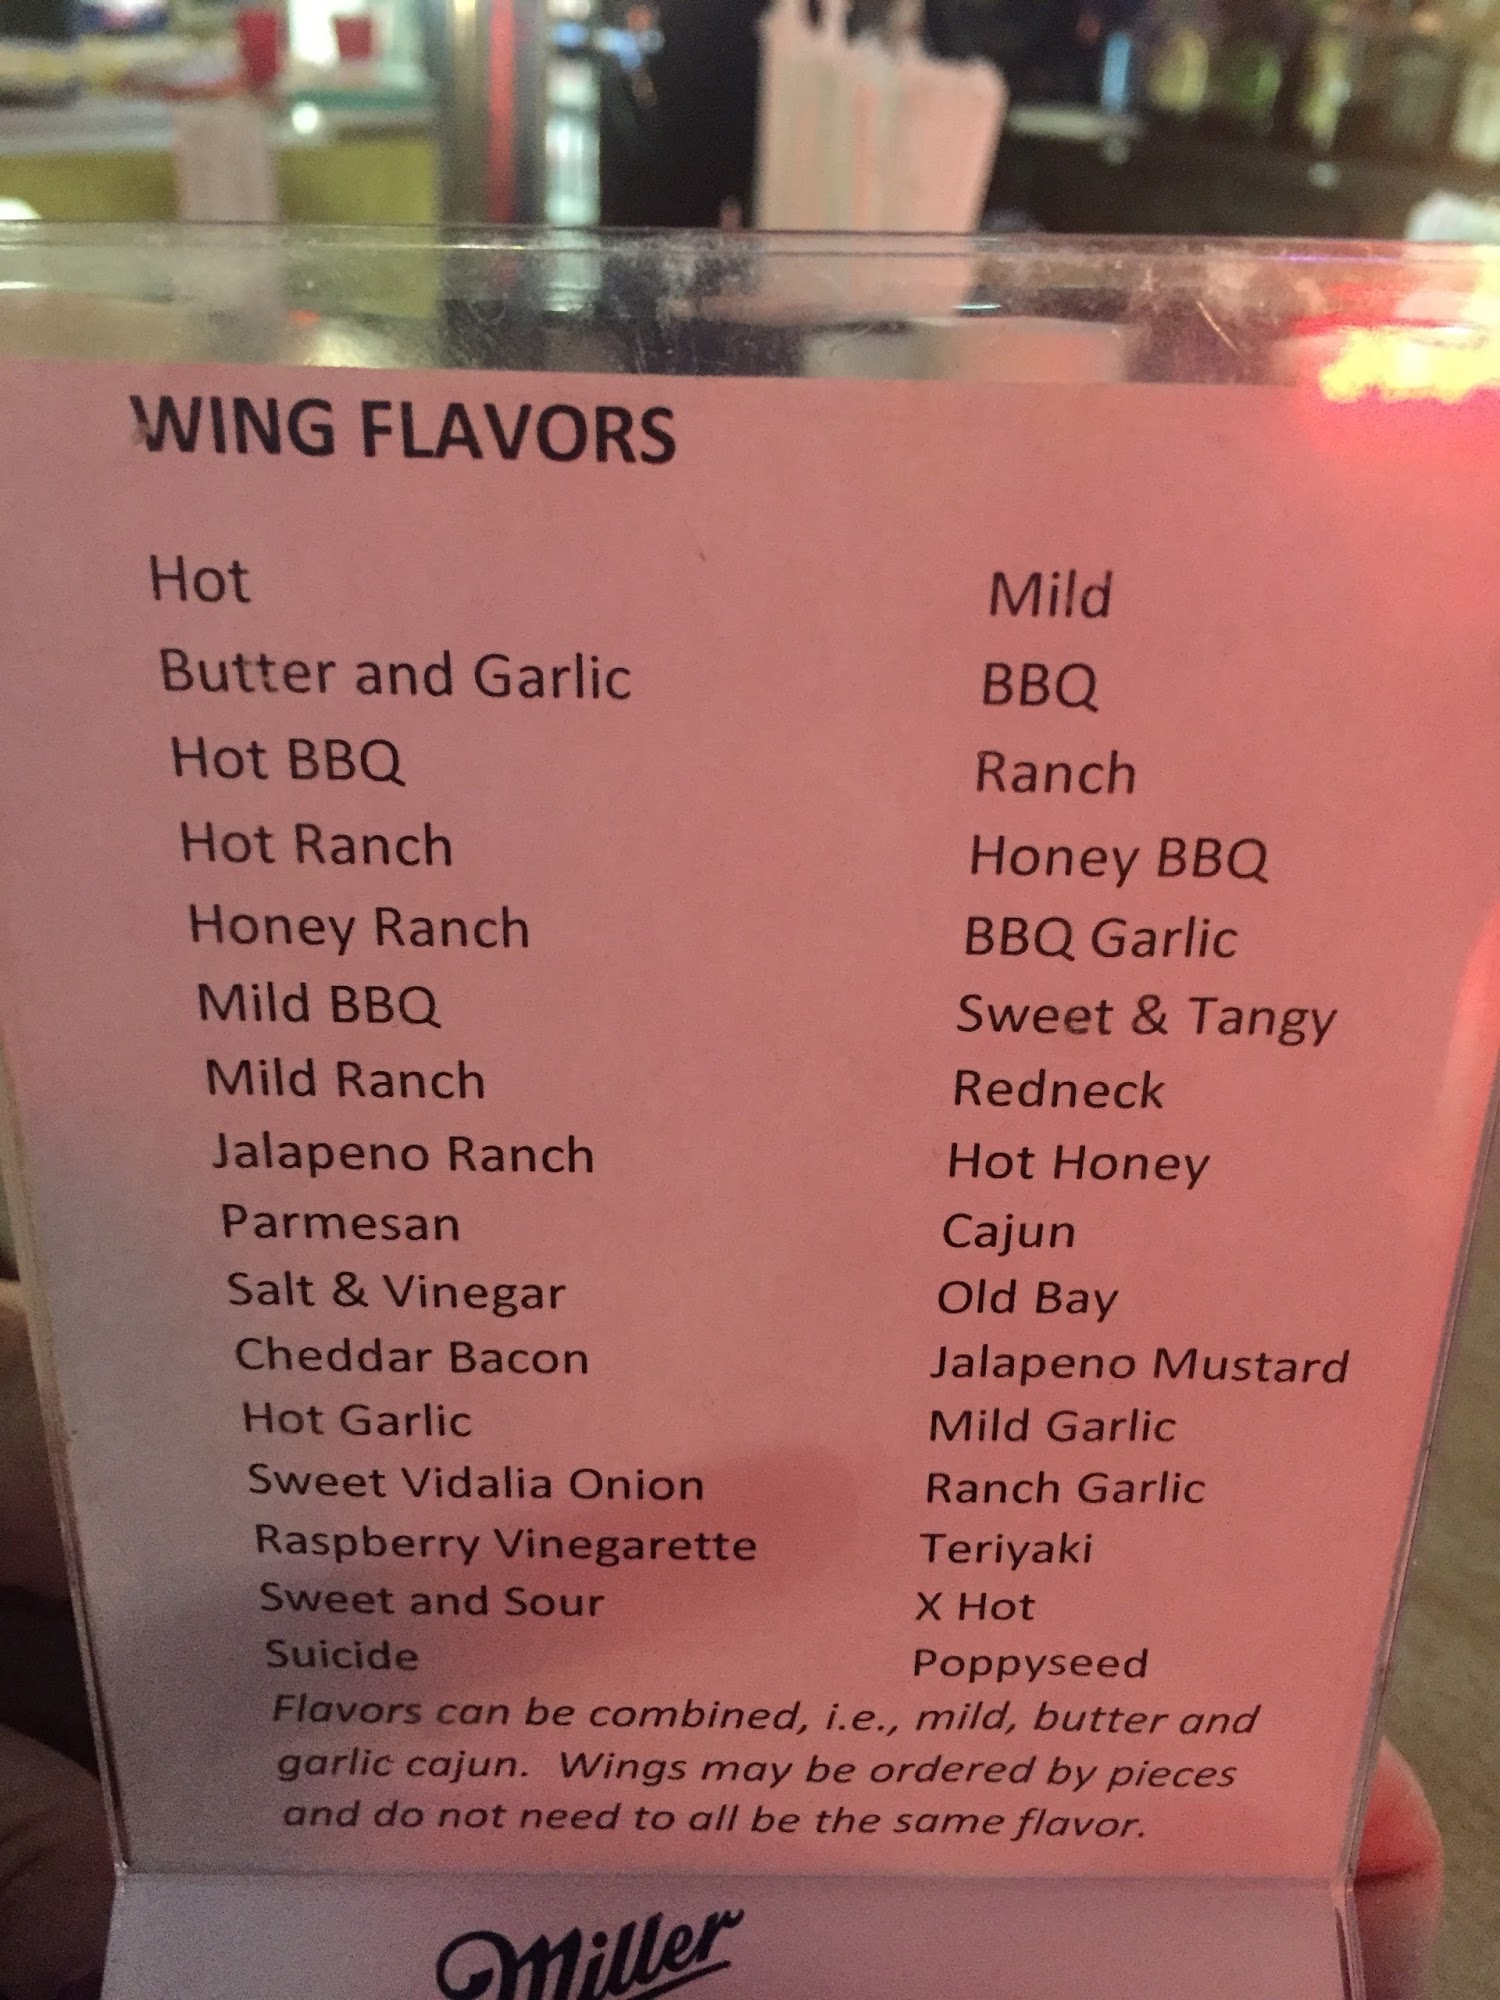 WING FLAVORS
Hot
Butter and Garlic
Hot BBQ
Hot Ranch
Honey Ranch
Mild BBQ
Mild Ranch
Jalapeno Ranch
Parmesan
Salt & Vinegar
Cheddar Bacon
Hot Garlic
Sweet Vidalia Onion
Raspberry Vinegarette
Sweet and Sour
Suicide
Mild
BBQ
Ranch
Honey BBQ
BBQ Garlic
Sweet & Tangy
Redneck
Hot Honey
Cajun
Old Bay
Jalapeno Mustard
Mild Garlic
Ranch Garlic
Teriyaki
X Hot
Poppyseed
Flavors can be combined, i.e., mild, butter and
garlic cajun. Wings may be ordered by pieces
and do not need to all be the same flavor.
Miller